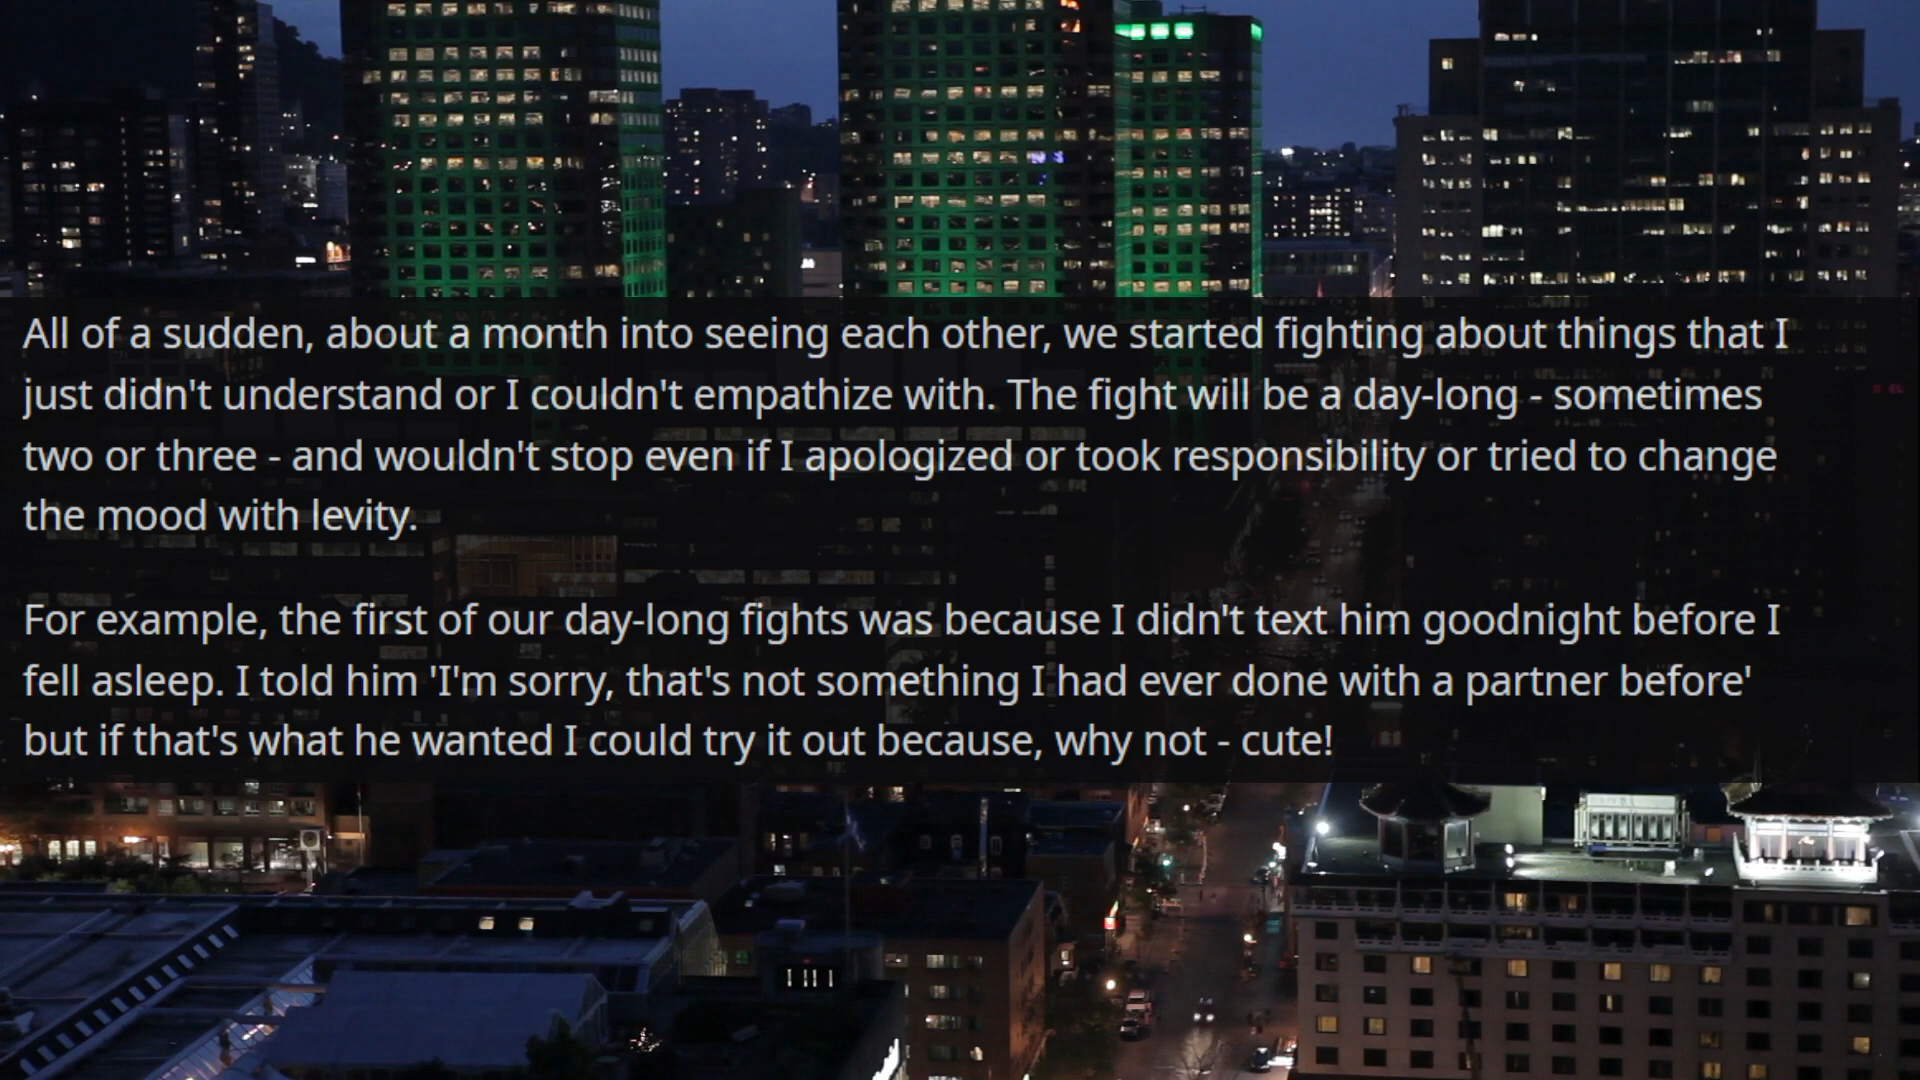 All of a sudden, about a month into seeing each other, we started fighting about things that I
just didn't understand or I couldn't empathize with. The fight will be a day-long - sometimes
two or three - and wouldn't stop even if I apologized or took responsibility or tried to change
the mood with levity.
For example, the first of our day-long fights was because I didn't text him goodnight before I
fell asleep. I told him 'I'm sorry, that's not something I had ever done with a partner before'
but if that's what he wanted I could try it out because, why not - cute!